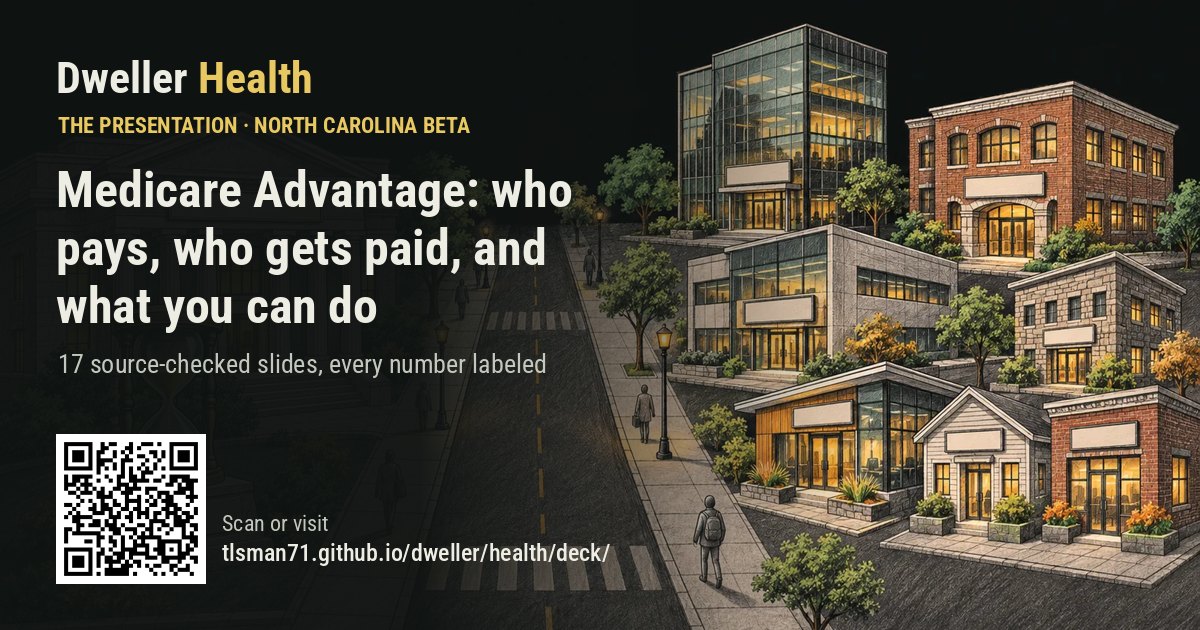 Dweller Health
THE PRESENTATION · NORTH CAROLINA BETA
Medicare Advantage: who
pays, who gets paid, and
what you can do
17 source-checked slides, every number labeled
Scan or visit
tlsman71.github.io/dweller/health/deck/